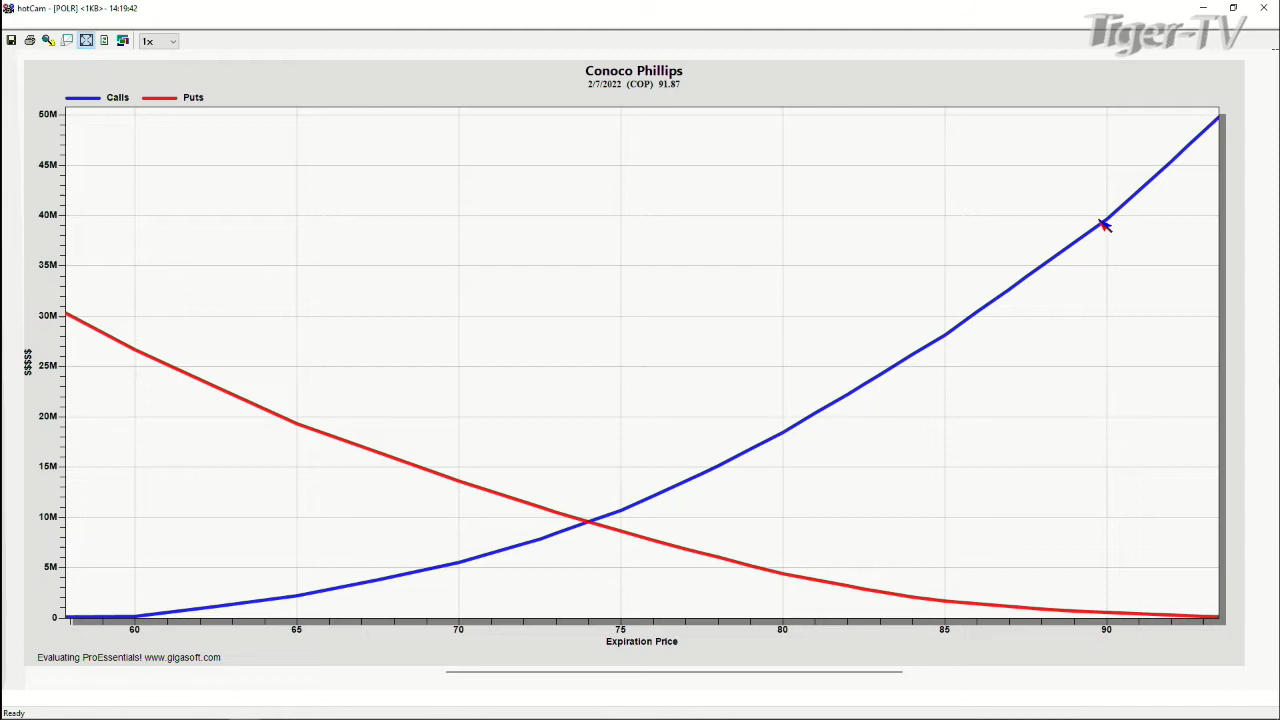 hotCam - [POLR] <1KB> - 14:19:42
Tiger-TV
1x
Conoco Phillips
2/7/2022 (COP) 91.87
Calls Puts
50M
45M
40M
35M
30M
25M
20M
15M
10M
5M
0
$$$$$
60 65 70 75 80 85 90
Expiration Price
Evaluating ProEssentials! www.gigasoft.com
Ready